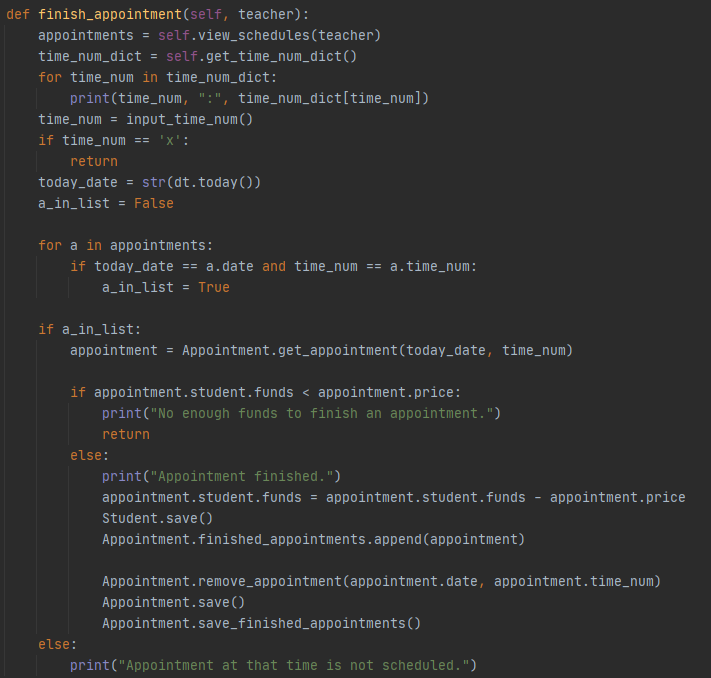 def finish_appointment(self, teacher):
    appointments = self.view_schedules(teacher)
    time_num_dict = self.get_time_num_dict()
    for time_num in time_num_dict:
        print(time_num, ":", time_num_dict[time_num])
    time_num = input_time_num()
    if time_num == 'x':
        return
    today_date = str(dt.today())
    a_in_list = False

    for a in appointments:
        if today_date == a.date and time_num == a.time_num:
            a_in_list = True

    if a_in_list:
        appointment = Appointment.get_appointment(today_date, time_num)

        if appointment.student.funds < appointment.price:
            print("No enough funds to finish an appointment.")
            return
        else:
            print("Appointment finished.")
            appointment.student.funds = appointment.student.funds - appointment.price
            Student.save()
            Appointment.finished_appointments.append(appointment)

            Appointment.remove_appointment(appointment.date, appointment.time_num)
            Appointment.save()
            Appointment.save_finished_appointments()
    else:
        print("Appointment at that time is not scheduled.")